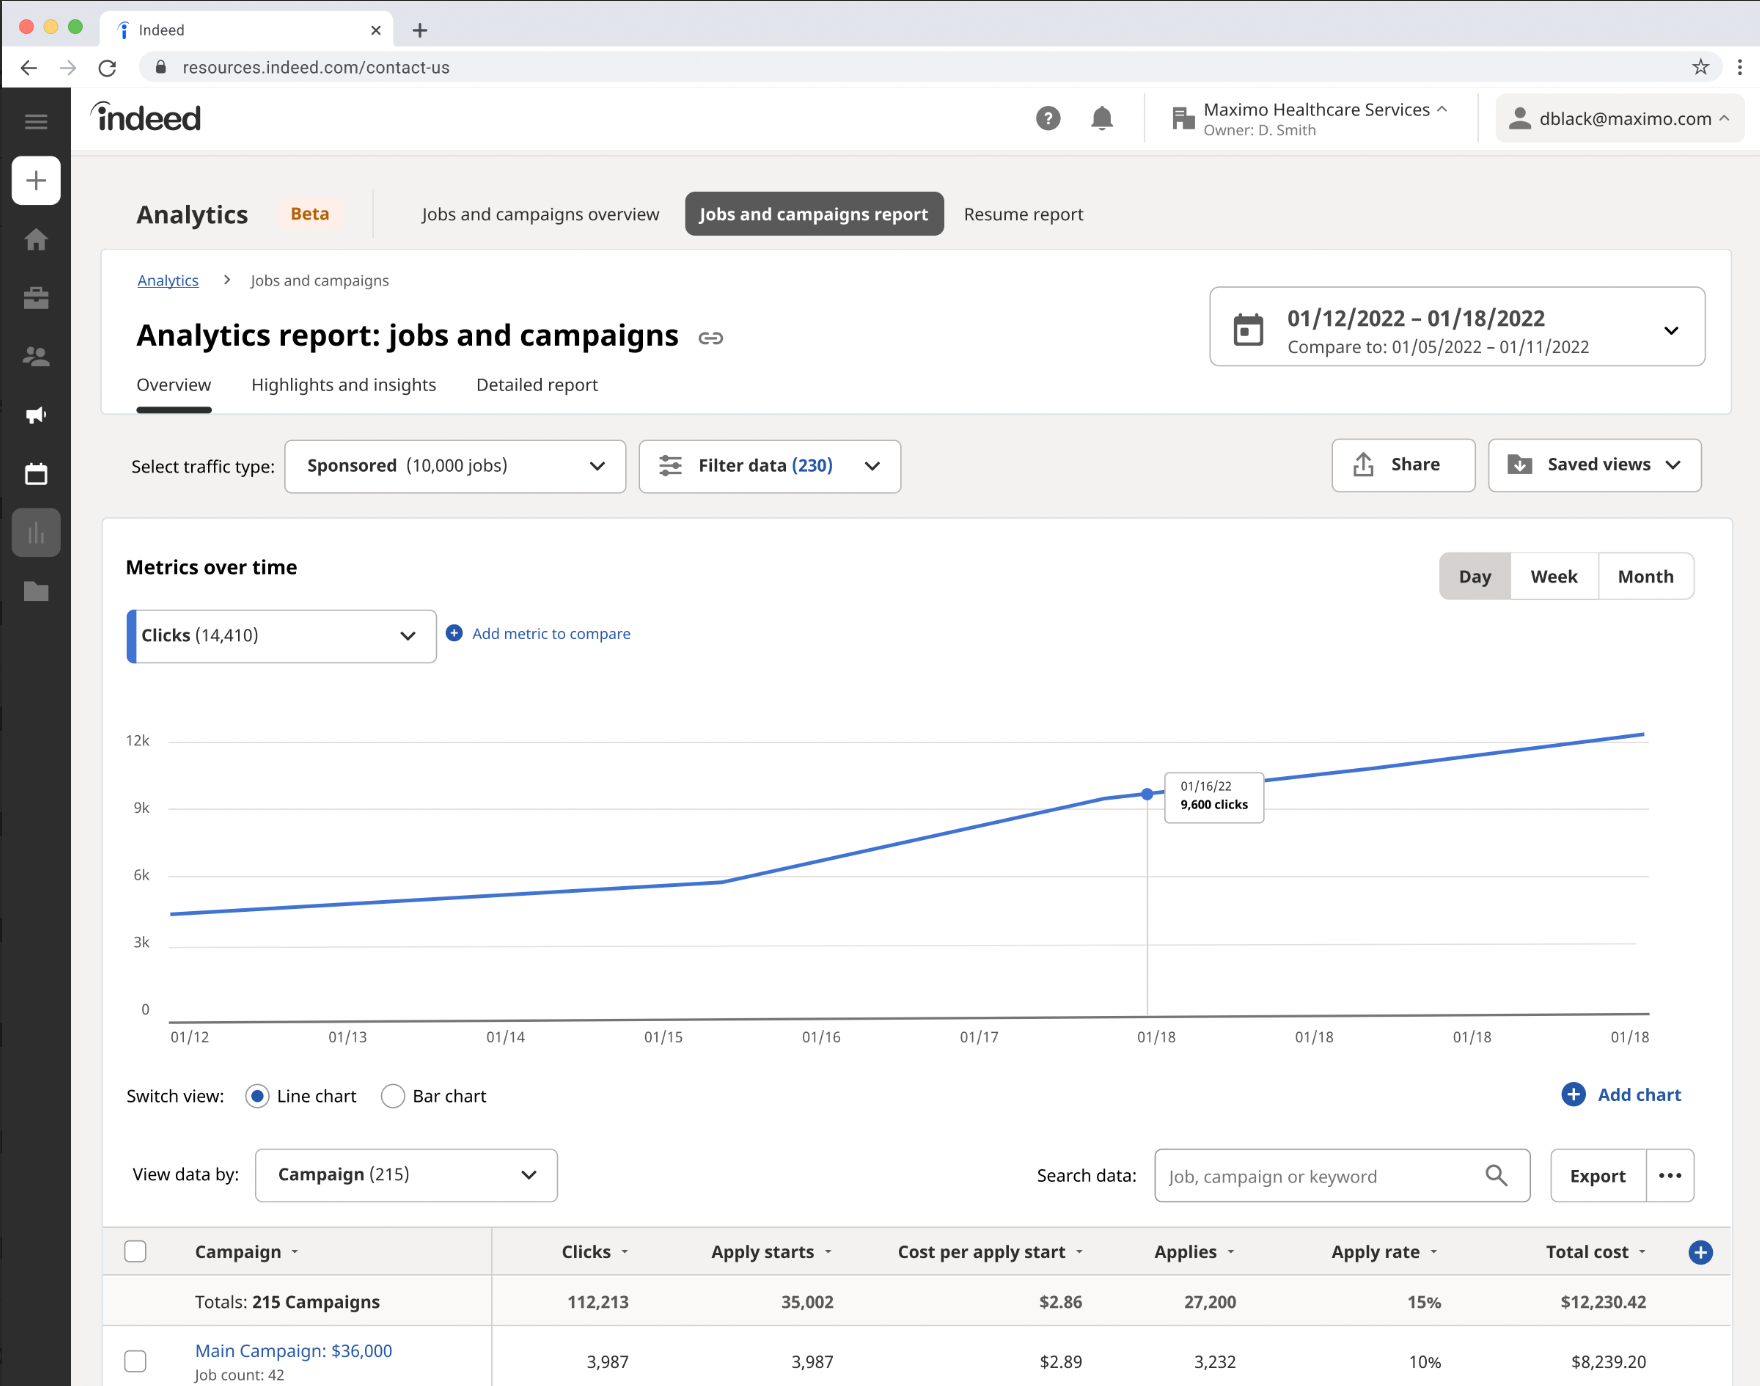 Indeed
resources.indeed.com/contact-us
indeed
Maximo Healthcare Services
Owner: D. Smith
dblack@maximo.com
Analytics
Beta
Jobs and campaigns overview
Jobs and campaigns report
Resume report
Analytics > Jobs and campaigns
Analytics report: jobs and campaigns
01/12/2022 – 01/18/2022
Compare to: 01/05/2022 – 01/11/2022
Overview
Highlights and insights
Detailed report
Select traffic type:
Sponsored (10,000 jobs)
Filter data (230)
Share
Saved views
Metrics over time
Day
Week
Month
Clicks (14,410)
Add metric to compare
12k
9k
6k
3k
0
01/16/22
9,600 clicks
01/12 01/13 01/14 01/15 01/16 01/17 01/18 01/18 01/18 01/18
Switch view:
Line chart
Bar chart
Add chart
View data by:
Campaign (215)
Search data:
Job, campaign or keyword
Export
Campaign Clicks Apply starts Cost per apply start Applies Apply rate Total cost
Totals: 215 Campaigns 112,213 35,002 $2.86 27,200 15% $12,230.42
Main Campaign: $36,000 3,987 3,987 $2.89 3,232 10% $8,239.20
Job count: 42